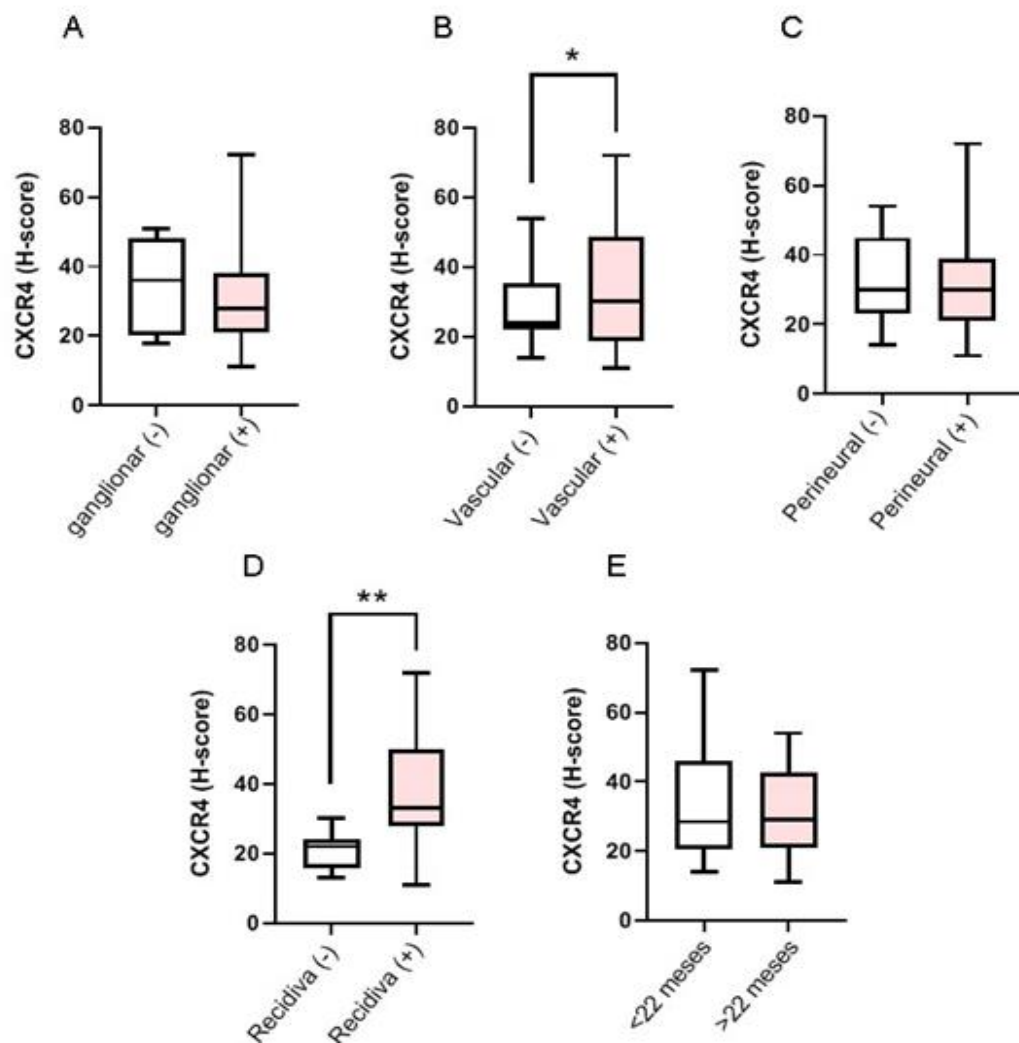 A
CXCR4 (H-score)
80
60
40
20
0
ganglionar (-)
ganglionar (+)
B
*
CXCR4 (H-score)
80
60
40
20
0
Vascular (-)
Vascular (+)
C
CXCR4 (H-score)
80
60
40
20
0
Perineural (-)
Perineural (+)
D
**
CXCR4 (H-score)
80
60
40
20
0
Recidiva (-)
Recidiva (+)
E
CXCR4 (H-score)
80
60
40
20
0
<22 meses
>22 meses